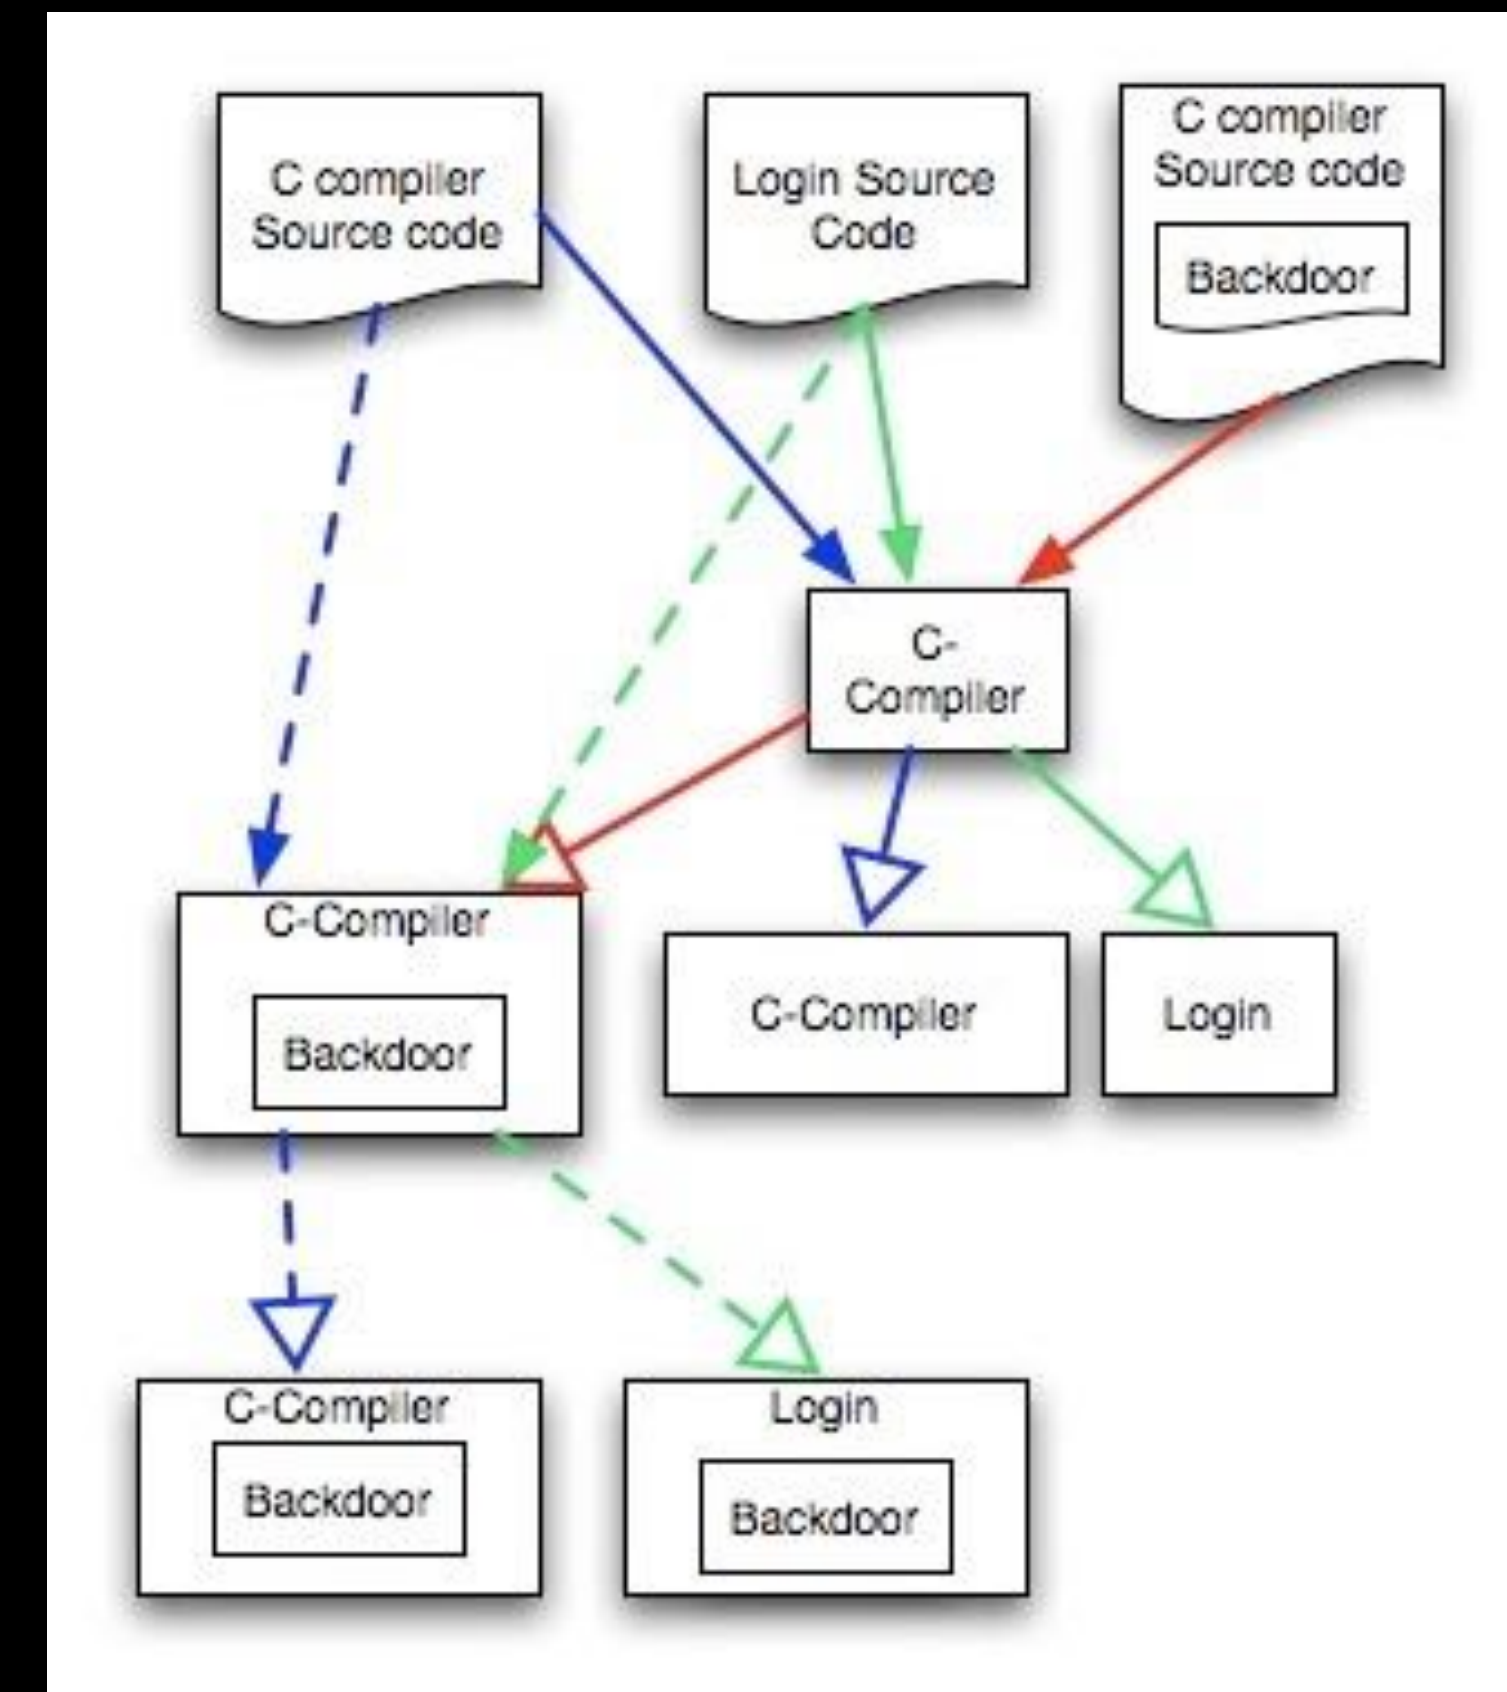 C compiler
Source code
Login Source
Code
C compiler
Source code
Backdoor
C-
Compiler
C-Compiler
Backdoor
C-Compiler
Login
C-Compiler
Backdoor
Login
Backdoor